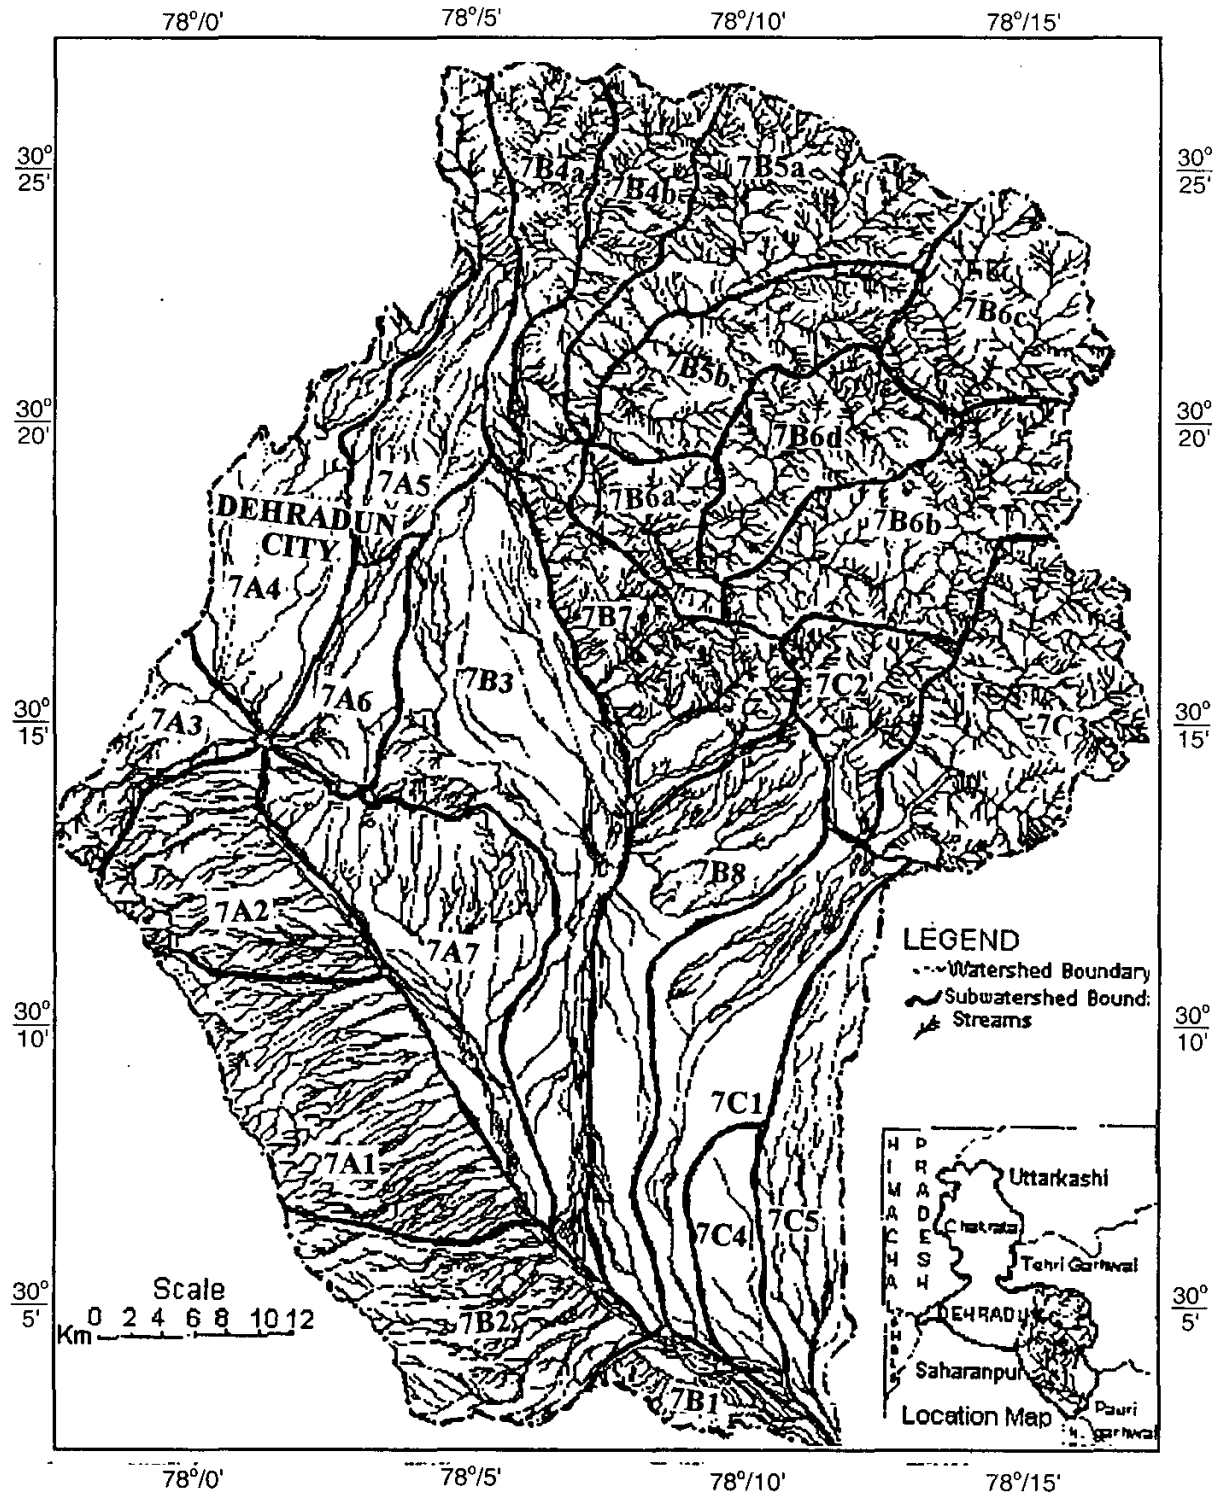 78°/0' 78°/5' 78°/10' 78°/15'
30°
25'
30°
25'
7B4a
7B4b
7B5a
7B6c
7B5b
30°
20'
30°
20'
7B6d
7A5
7B6a
7B6b
DEHRADUN
CITY
7A4
7B7
7B3
7C2
7A6
7A3
7C3
30°
15'
30°
15'
7B8
7A2
7A7
LEGEND
Watershed Boundary
Subwatershed Bound:
Streams
30°
10'
30°
10'
7C1
7A1
7C4
7C5
HIMACHAL
PRADESH
Uttarkashi
Chakrata
Tehri Garhwal
DEHRADUN
Saharanpur
Pauri
garhwal
Location Map
30°
5'
30°
5'
Scale
Km 0 2 4 6 8 10 12
7B2
7B1
78°/0' 78°/5' 78°/10' 78°/15'